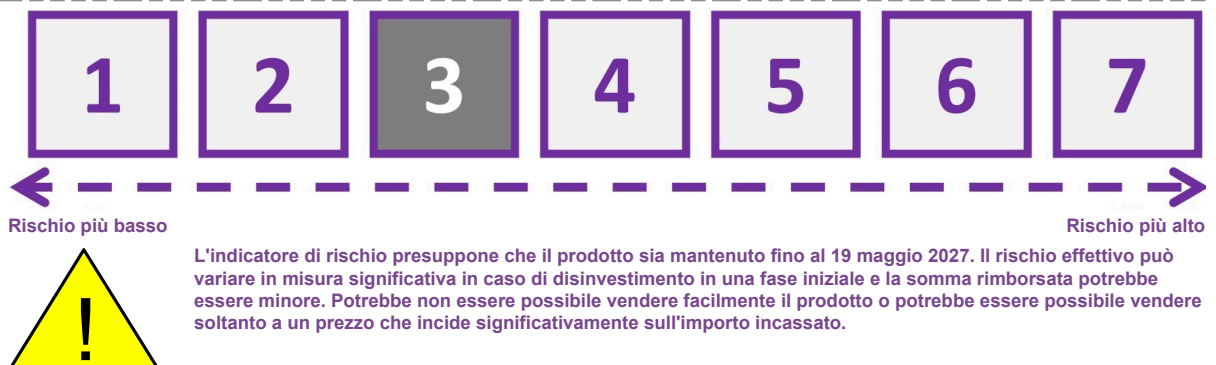 1 2 3 4 5 6 7
Rischio più basso Rischio più alto
L'indicatore di rischio presuppone che il prodotto sia mantenuto fino al 19 maggio 2027. Il rischio effettivo può
variare in misura significativa in caso di disinvestimento in una fase iniziale e la somma rimborsata potrebbe
essere minore. Potrebbe non essere possibile vendere facilmente il prodotto o potrebbe essere possibile vendere
soltanto a un prezzo che incide significativamente sull'importo incassato.
!